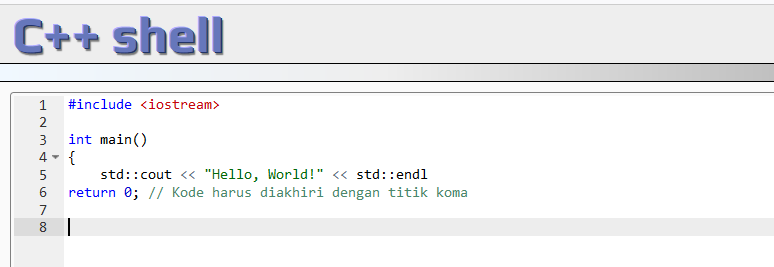 C++ shell
1 #include <iostream>
2
3 int main()
4 {
5 std::cout << "Hello, World!" << std::endl
6 return 0; // Kode harus diakhiri dengan titik koma
7
8